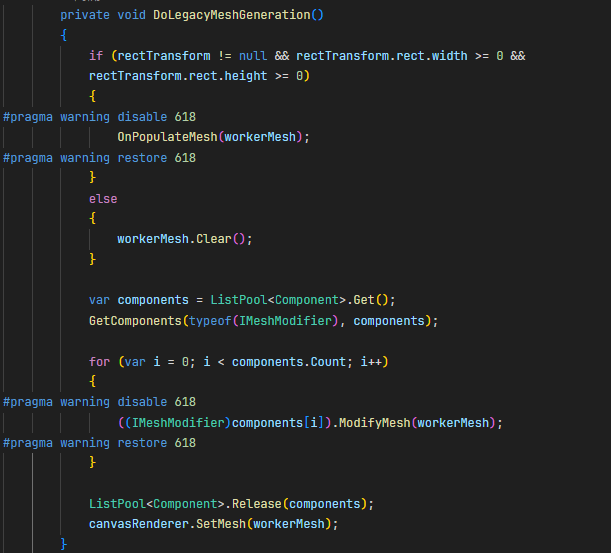 private void DoLegacyMeshGeneration()
{
if (rectTransform != null && rectTransform.rect.width >= 0 &&
rectTransform.rect.height >= 0)
{
#pragma warning disable 618
OnPopulateMesh(workerMesh);
#pragma warning restore 618
}
else
{
workerMesh.Clear();
}
var components = ListPool<Component>.Get();
GetComponents(typeof(IMeshModifier), components);
for (var i = 0; i < components.Count; i++)
{
#pragma warning disable 618
((IMeshModifier)components[i]).ModifyMesh(workerMesh);
#pragma warning restore 618
}
ListPool<Component>.Release(components);
canvasRenderer.SetMesh(workerMesh);
}